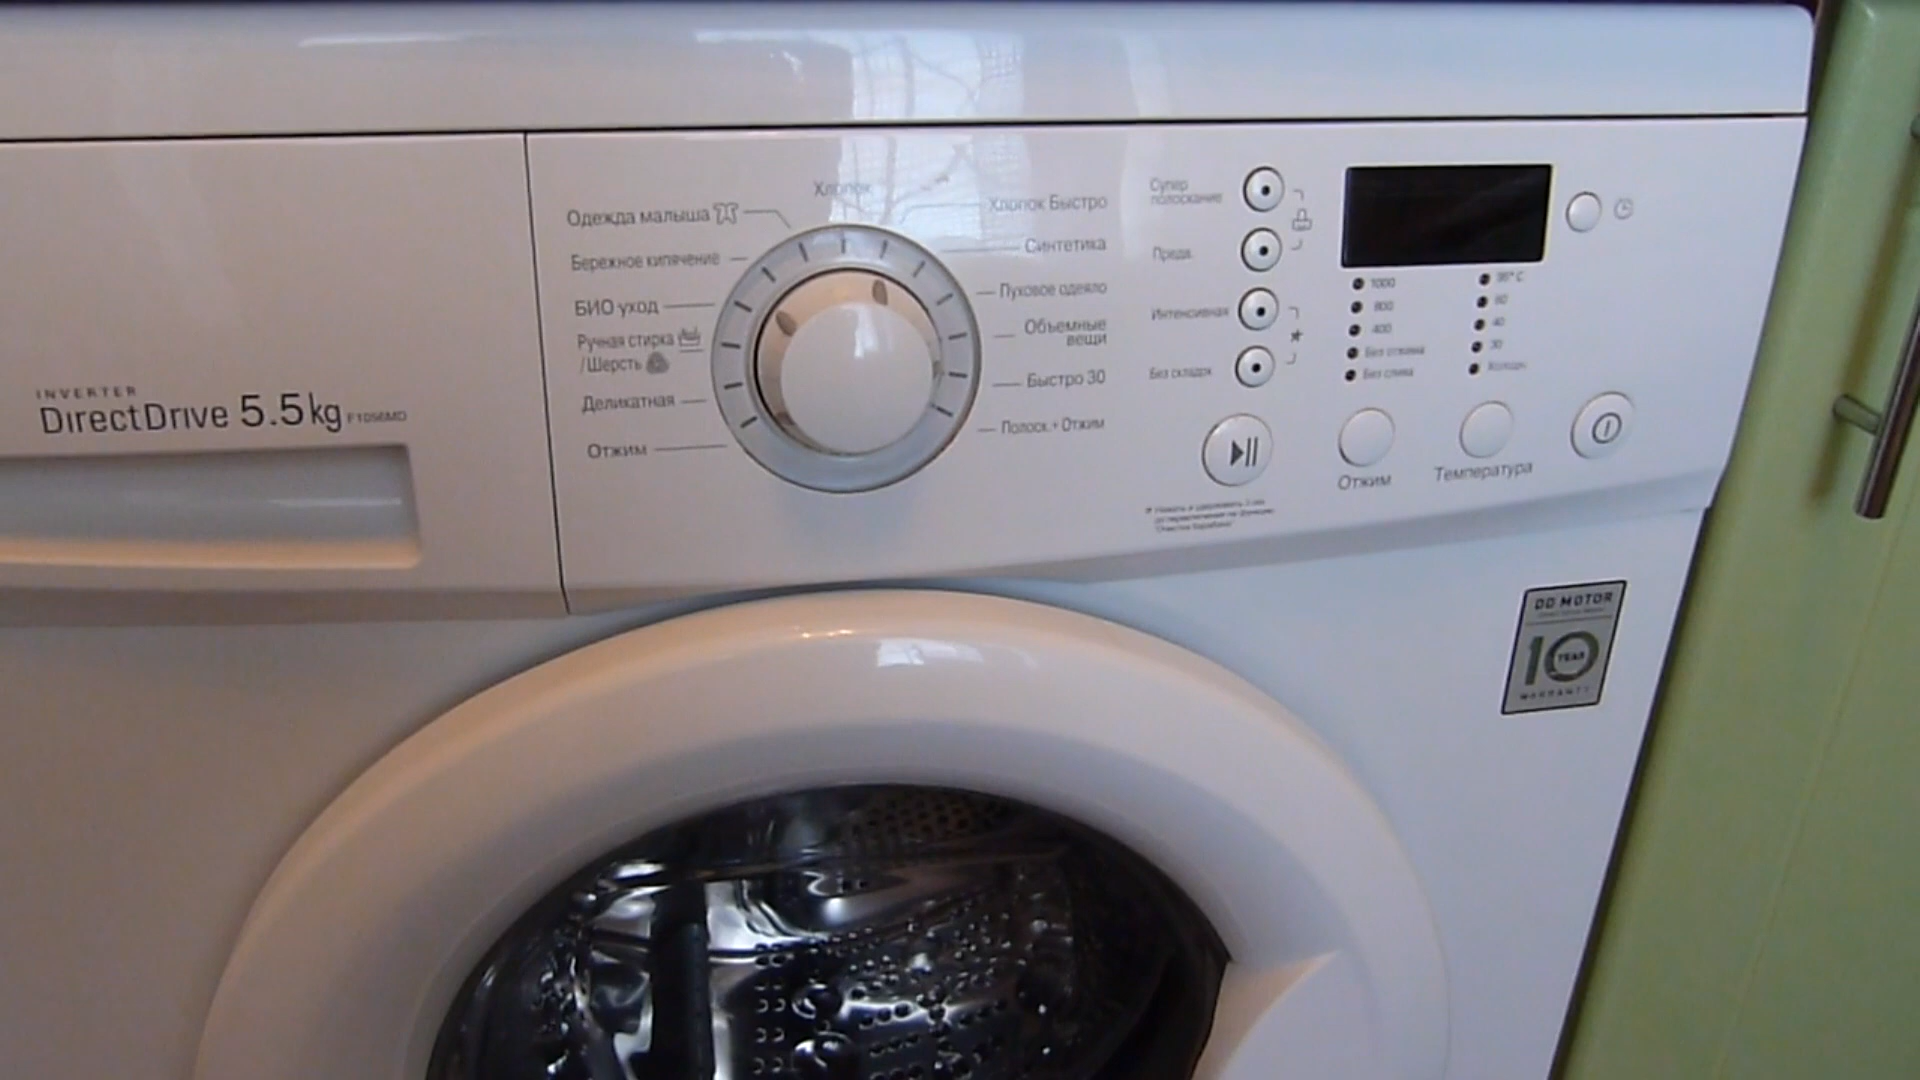 INVERTER
DirectDrive 5.5kg F1056MD
Хлопок
Одежда малыша
Бережное кипячение
БИО уход
Ручная стирка
/Шерсть
Деликатная
Отжим
Хлопок Быстро
Синтетика
Пуховое одеяло
Объемные
вещи
Быстро 30
Полоск.+ Отжим
Супер
полоскание
Предв.
Интенсивная
Без складок
1000
800
400
Без отжима
Без слива
95° C
60
40
30
Холодн.
Отжим
Температура
DD MOTOR
10
YEAR
WARRANTY